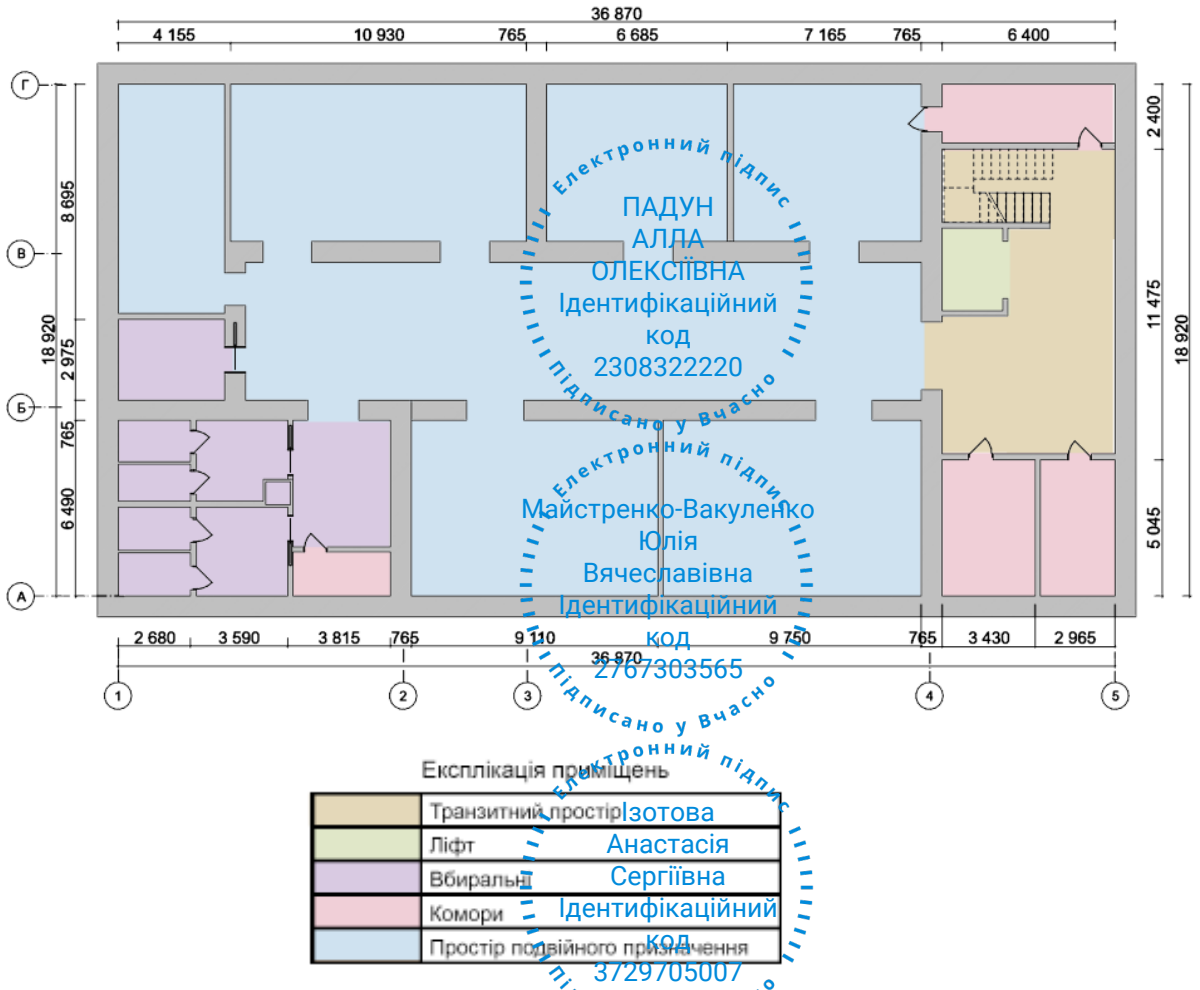 36 870
4 155
10 930
765
6 685
7 165
765
6 400
Г
В
Б
А
8 695
2 975
765
6 490
18 920
2 400
11 475
5 045
18 920
Електронний підпис
ПАДУН
АЛЛА
ОЛЕКСІЇВНА
Ідентифікаційний
код
2308322220
Підписано у Вчасно
Електронний підпис
Майстренко-Вакуленко
Юлія
Вячеславівна
Ідентифікаційний
код
2767303565
Підписано у Вчасно
2 680
3 590
3 815
765
9 110
9 750
765
3 430
2 965
36 870
1
2
3
4
5
Експлікація приміщень
Транзитний простір
Ліфт
Вбиральні
Комори
Простір подвійного призначення
Електронний підпис
Ізотова
Анастасія
Сергіївна
Ідентифікаційний
код
3729705007